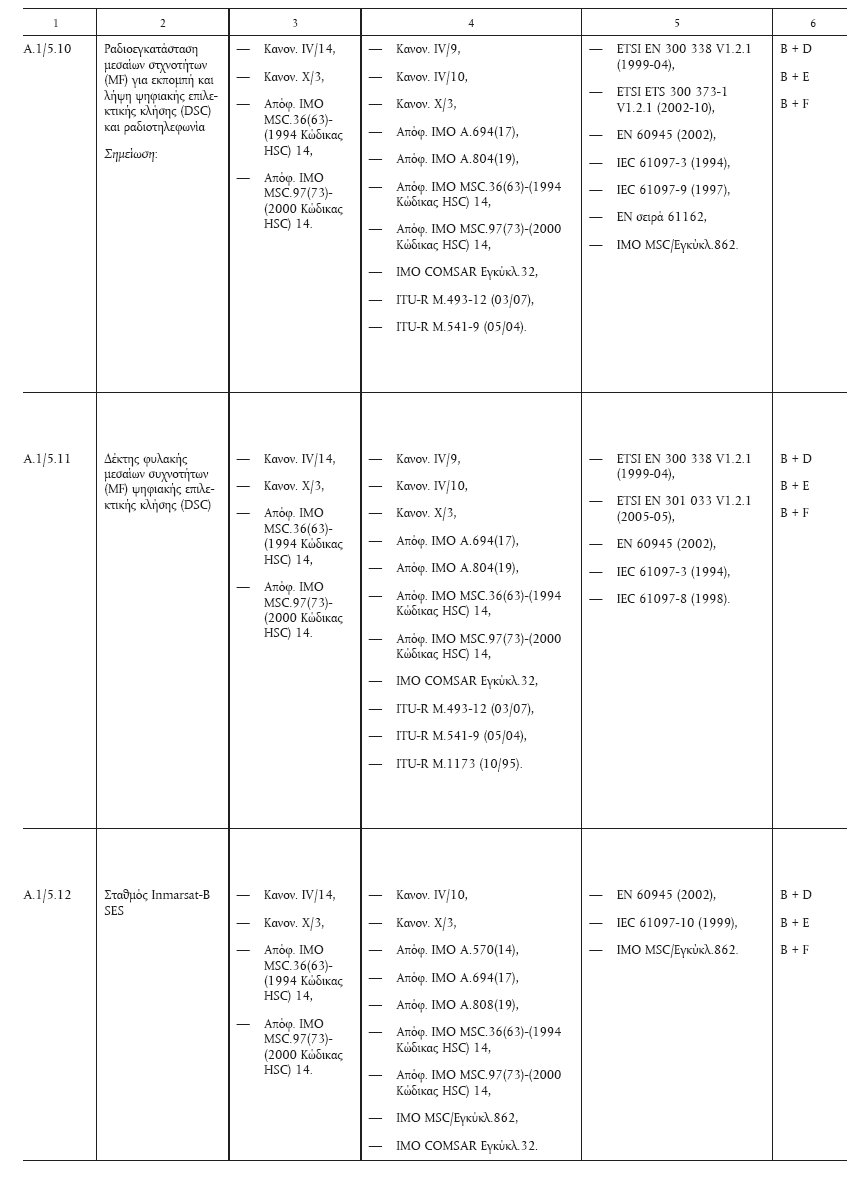 1 2 3 4 5 6
A.1/5.10
Ραδιοεγκατάσταση
μεσαίων στχνοτήτων
(MF) για εκπομπή και
λήψη ψηφιακής επιλε-
κτικής κλήσης (DSC)
και ραδιοτηλεφωνία
Σημείωση:
— Κανον. IV/14,
— Κανον. X/3,
— Απόφ. IMO
MSC.36(63)-
(1994 Κώδικας
HSC) 14,
— Απόφ. IMO
MSC.97(73)-
(2000 Κώδικας
HSC) 14.
— Κανον. IV/9,
— Κανον. IV/10,
— Κανον. X/3,
— Απόφ. IMO A.694(17),
— Απόφ. IMO A.804(19),
— Απόφ. IMO MSC.36(63)-(1994
Κώδικας HSC) 14,
— Απόφ. IMO MSC.97(73)-(2000
Κώδικας HSC) 14,
— IMO COMSAR Εγκύκλ.32,
— ITU-R M.493-12 (03/07),
— ITU-R M.541-9 (05/04).
— ETSI EN 300 338 V1.2.1
(1999-04),
— ETSI ETS 300 373-1
V1.2.1 (2002-10),
— EN 60945 (2002),
— IEC 61097-3 (1994),
— IEC 61097-9 (1997),
— EN σειρά 61162,
— IMO MSC/Εγκύκλ.862.
B + D
B + E
B + F
A.1/5.11
Δέκτης φυλακής
μεσαίων συχνοτήτων
(MF) ψηφιακής επιλε-
κτικής κλήσης (DSC)
— Κανον. IV/14,
— Κανον. X/3,
— Απόφ. IMO
MSC.36(63)-
(1994 Κώδικας
HSC) 14,
— Απόφ. IMO
MSC.97(73)-
(2000 Κώδικας
HSC) 14.
— Κανον. IV/9,
— Κανον. IV/10,
— Κανον. X/3,
— Απόφ. IMO A.694(17),
— Απόφ. IMO A.804(19),
— Απόφ. IMO MSC.36(63)-(1994
Κώδικας HSC) 14,
— Απόφ. IMO MSC.97(73)-(2000
Κώδικας HSC) 14,
— IMO COMSAR Εγκύκλ.32,
— ITU-R M.493-12 (03/07),
— ITU-R M.541-9 (05/04),
— ITU-R M.1173 (10/95).
— ETSI EN 300 338 V1.2.1
(1999-04),
— ETSI EN 301 033 V1.2.1
(2005-05),
— EN 60945 (2002),
— IEC 61097-3 (1994),
— IEC 61097-8 (1998).
B + D
B + E
B + F
A.1/5.12
Σταθμός Inmarsat-B
SES
— Κανον. IV/14,
— Κανον. X/3,
— Απόφ. IMO
MSC.36(63)-
(1994 Κώδικας
HSC) 14,
— Απόφ. IMO
MSC.97(73)-
(2000 Κώδικας
HSC) 14.
— Κανον. IV/10,
— Κανον. X/3,
— Απόφ. IMO A.570(14),
— Απόφ. IMO A.694(17),
— Απόφ. IMO A.808(19),
— Απόφ. IMO MSC.36(63)-(1994
Κώδικας HSC) 14,
— Απόφ. IMO MSC.97(73)-(2000
Κώδικας HSC) 14,
— IMO MSC/Εγκύκλ.862,
— IMO COMSAR Εγκύκλ.32.
— EN 60945 (2002),
— IEC 61097-10 (1999),
— IMO MSC/Εγκύκλ.862.
B + D
B + E
B + F